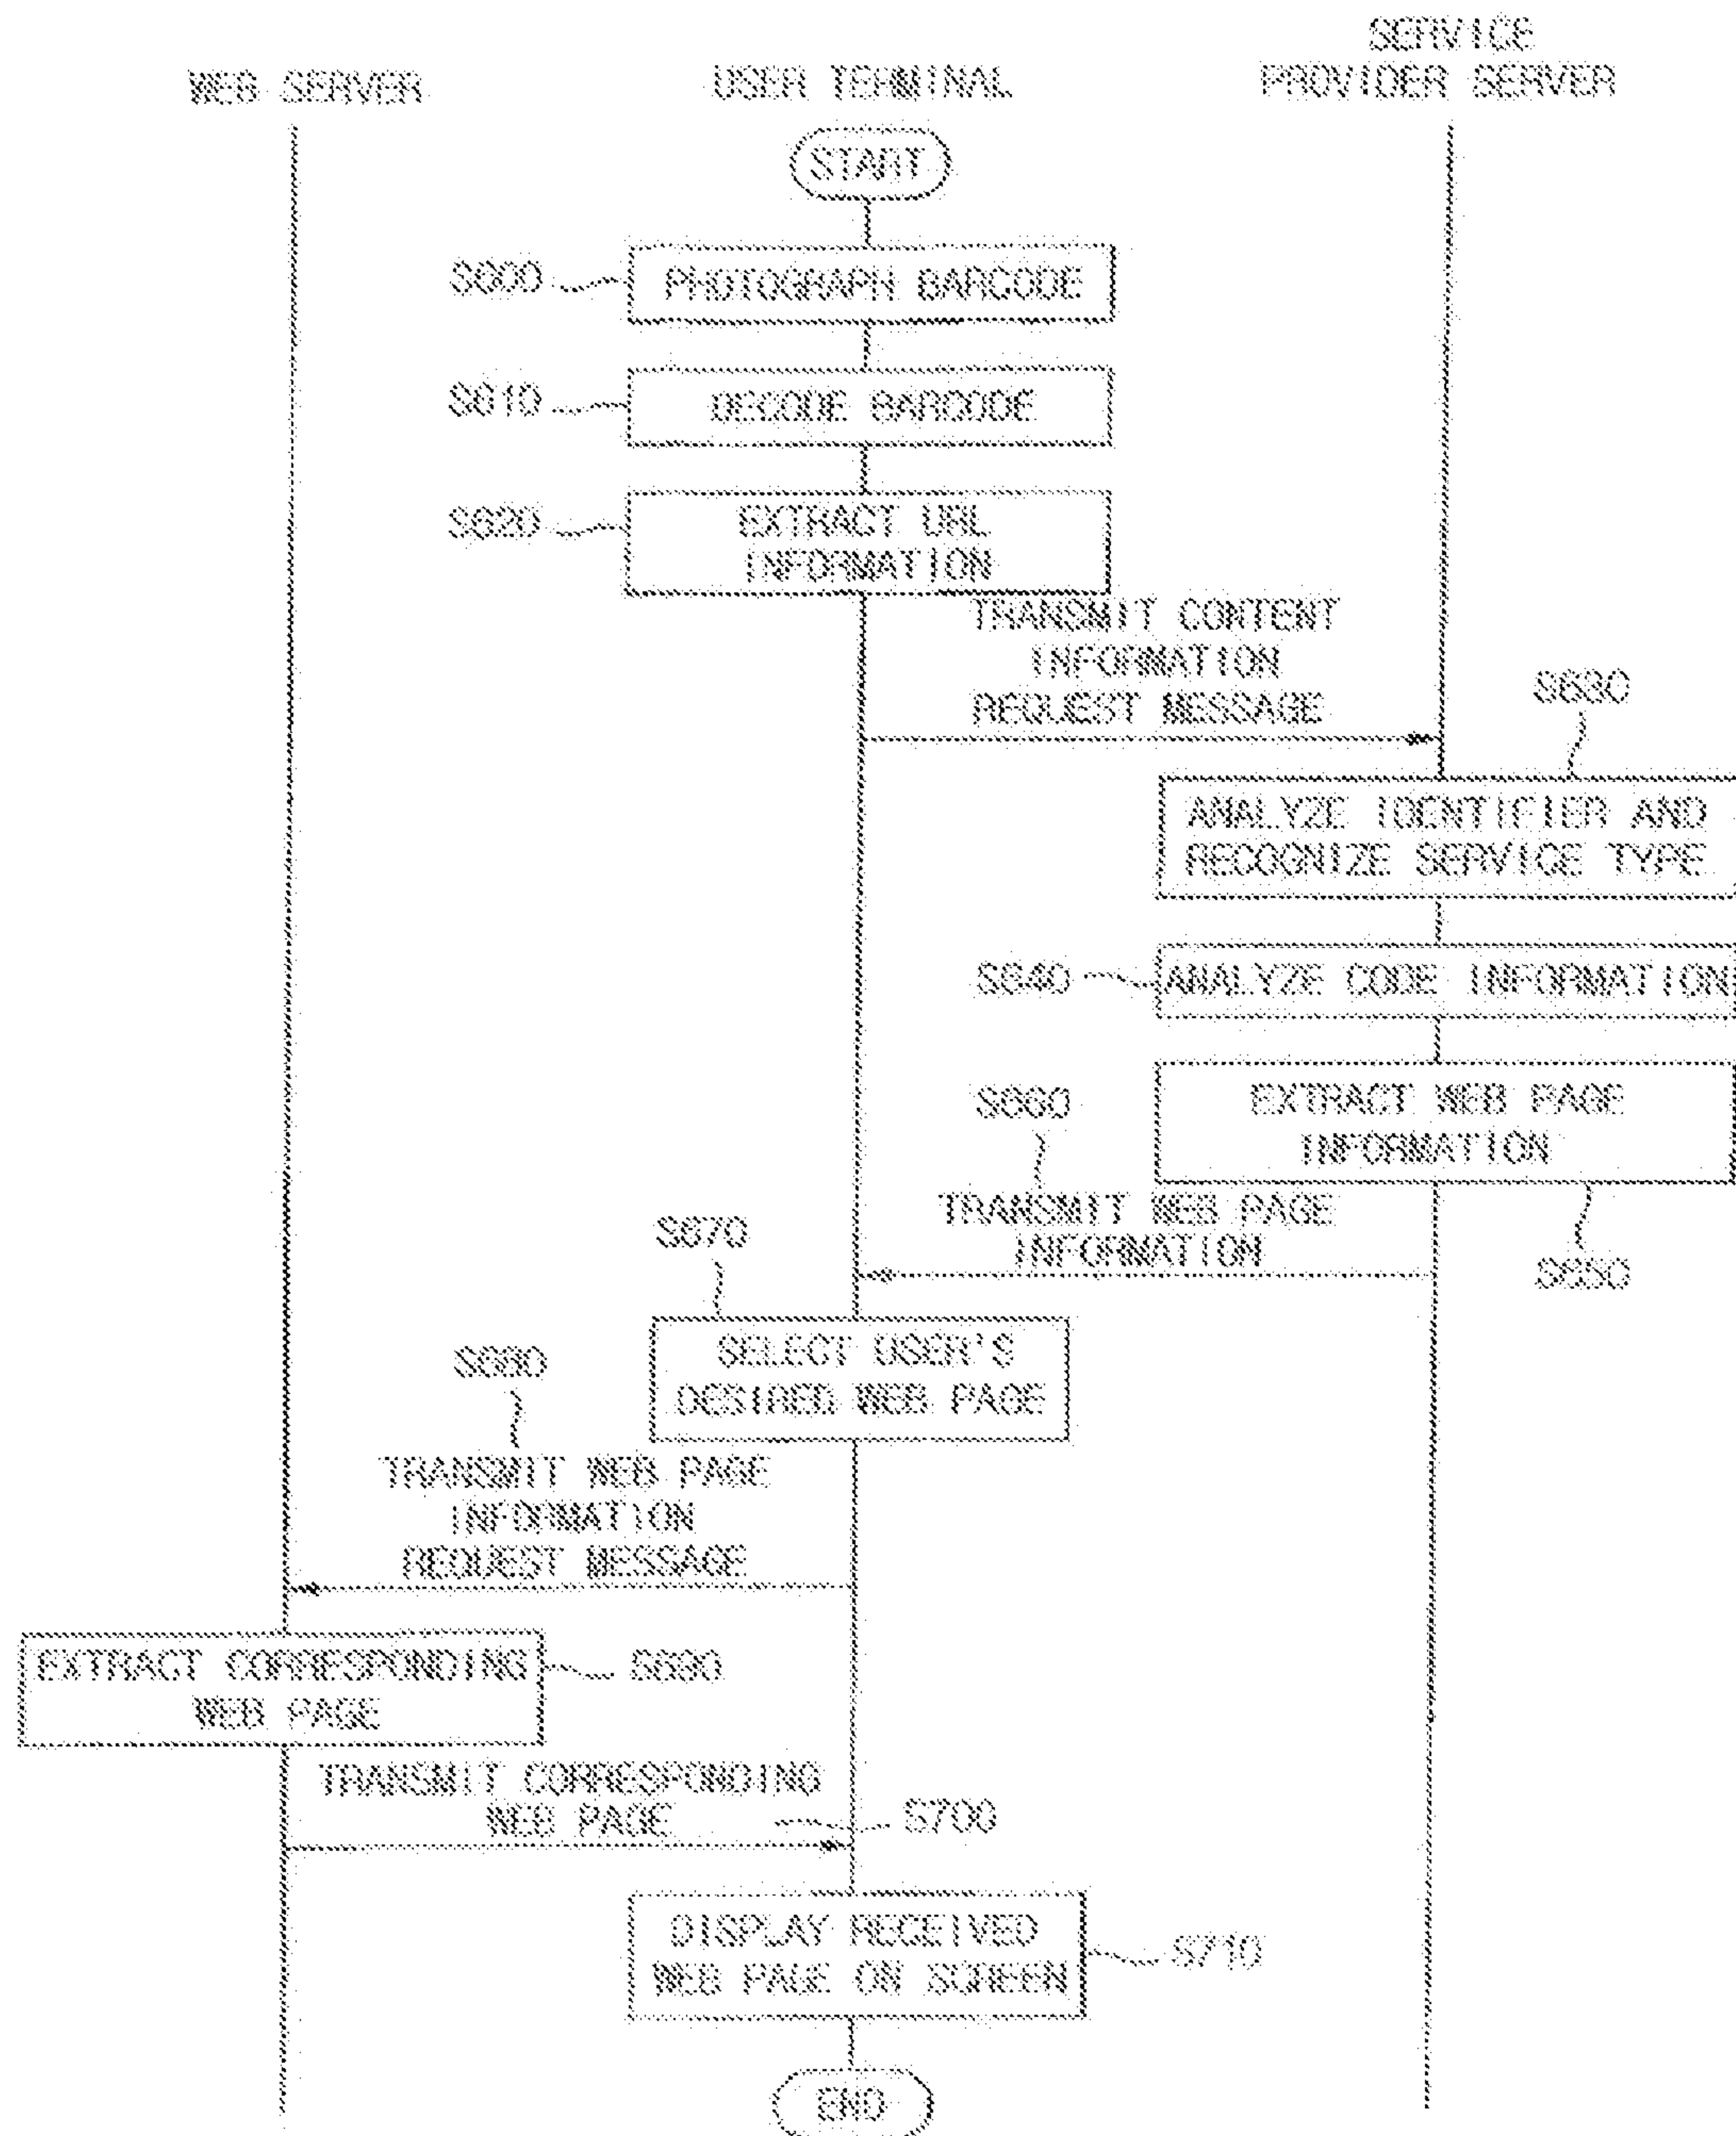 WEB SERVER
USER TERMINAL
SERVICE
PROVIDER SERVER
START
S600
PHOTOGRAPH BARCODE
S610
DECODE BARCODE
S620
EXTRACT URL
INFORMATION
TRANSMIT CONTENT
INFORMATION
REQUEST MESSAGE
S630
ANALYZE IDENTIFIER AND
RECOGNIZE SERVICE TYPE
S640
ANALYZE CODE INFORMATION
EXTRACT WEB PAGE
INFORMATION
S650
S660
TRANSMIT WEB PAGE
INFORMATION
S670
SELECT USER'S
DESIRED WEB PAGE
S680
TRANSMIT WEB PAGE
INFORMATION
REQUEST MESSAGE
EXTRACT CORRESPONDING
WEB PAGE
S690
TRANSMIT CORRESPONDING
WEB PAGE
S700
DISPLAY RECEIVED
WEB PAGE ON SCREEN
S710
END